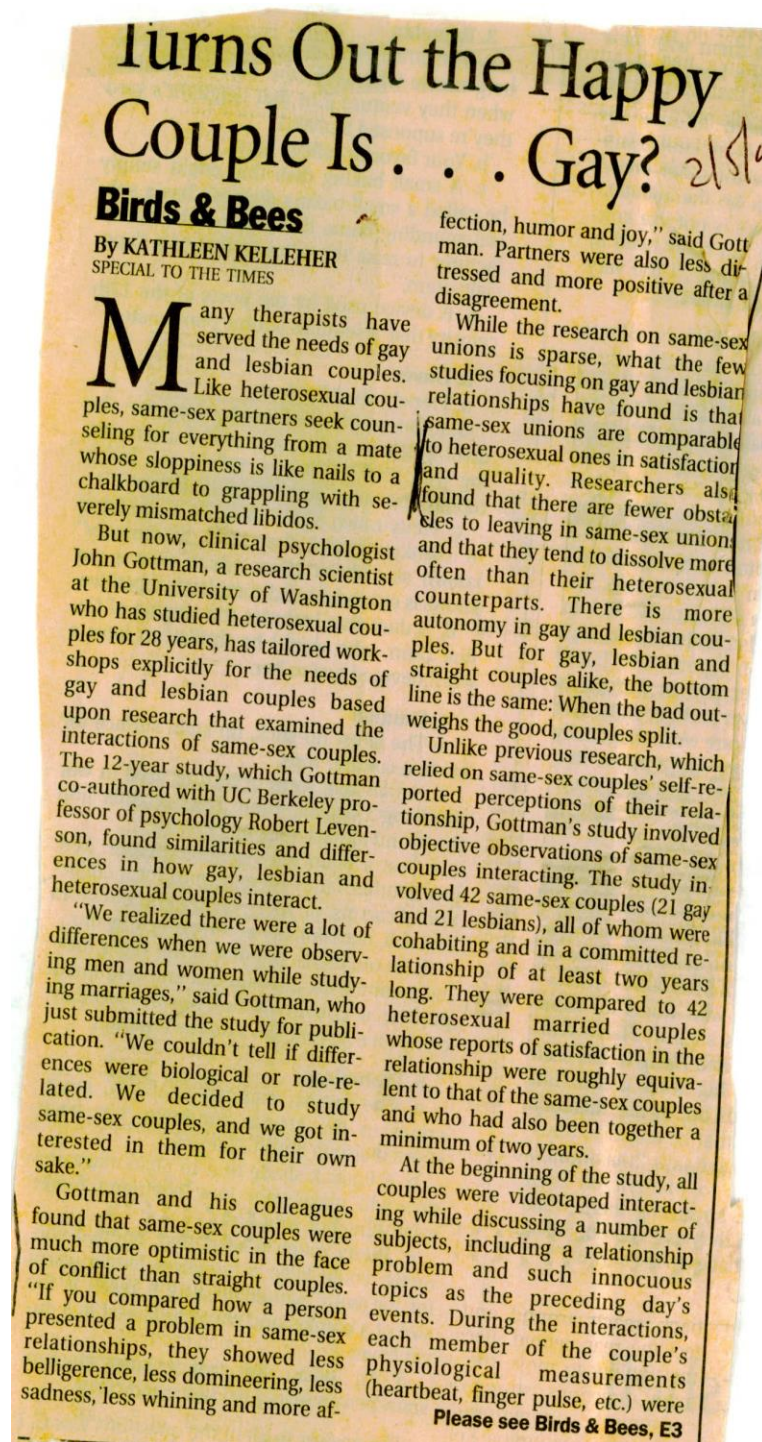 Turns Out the Happy
Couple Is . . . Gay?
Birds & Bees
By KATHLEEN KELLEHER
SPECIAL TO THE TIMES
Many therapists have
served the needs of gay
and lesbian couples.
Like heterosexual cou-
ples, same-sex partners seek coun-
seling for everything from a mate
whose sloppiness is like nails to a
chalkboard to grappling with se-
verely mismatched libidos.
But now, clinical psychologist
John Gottman, a research scientist
at the University of Washington
who has studied heterosexual cou-
ples for 28 years, has tailored work-
shops explicitly for the needs of
gay and lesbian couples based
upon research that examined the
interactions of same-sex couples.
The 12-year study, which Gottman
co-authored with UC Berkeley pro-
fessor of psychology Robert Leven-
son, found similarities and differ-
ences in how gay, lesbian and
heterosexual couples interact.
"We realized there were a lot of
differences when we were observ-
ing men and women while study-
ing marriages," said Gottman, who
just submitted the study for publi-
cation. "We couldn't tell if differ-
ences were biological or role-re-
lated. We decided to study
same-sex couples, and we got in-
terested in them for their own
sake."
Gottman and his colleagues
found that same-sex couples were
much more optimistic in the face
of conflict than straight couples.
"If you compared how a person
presented a problem in same-sex
relationships, they showed less
belligerence, less domineering, less
sadness, less whining and more af-
fection, humor and joy," said Gott
man. Partners were also less dis-
tressed and more positive after a
disagreement.
While the research on same-sex
unions is sparse, what the few
studies focusing on gay and lesbian
relationships have found is that
same-sex unions are comparable
to heterosexual ones in satisfaction
and quality. Researchers also
found that there are fewer obsta-
cles to leaving in same-sex unions
and that they tend to dissolve more
often than their heterosexual
counterparts. There is more
autonomy in gay and lesbian cou-
ples. But for gay, lesbian and
straight couples alike, the bottom
line is the same: When the bad out-
weighs the good, couples split.
Unlike previous research, which
relied on same-sex couples' self-re-
ported perceptions of their rela-
tionship, Gottman's study involved
objective observations of same-sex
couples interacting. The study in-
volved 42 same-sex couples (21 gay
and 21 lesbians), all of whom were
cohabiting and in a committed re-
lationship of at least two years
long. They were compared to 42
heterosexual married couples
whose reports of satisfaction in the
relationship were roughly equiva-
lent to that of the same-sex couples
and who had also been together a
minimum of two years.
At the beginning of the study, all
couples were videotaped interact-
ing while discussing a number of
subjects, including a relationship
problem and such innocuous
topics as the preceding day's
events. During the interactions,
each member of the couple's
physiological measurements
(heartbeat, finger pulse, etc.) were
Please see Birds & Bees, E3